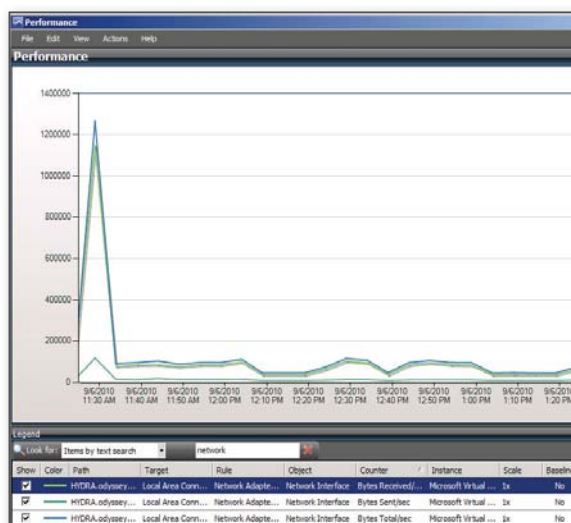 Performance
File Edit View Actions Help
Performance
1400000
1200000
1000000
800000
600000
400000
200000
0
9/6/2010 9/6/2010 9/6/2010 9/6/2010 9/6/2010 9/6/2010 9/6/2010 9/6/2010 9/6/2010 9/6/2010 9/6/2010 9/6/2010
11:30 AM 11:40 AM 11:50 AM 12:00 PM 12:10 PM 12:20 PM 12:30 PM 12:40 PM 12:50 PM 1:00 PM 1:10 PM 1:20 PM
Legend
Look for: Items by text search network
Show Color Path Target Rule Object Counter Instance Scale Baseline
HYDRA.odyssey... Local Area Conn... Network Adapte... Network Interface Bytes Received/... Microsoft Virtual ... 1x No
HYDRA.odyssey... Local Area Conn... Network Adapte... Network Interface Bytes Sent/sec Microsoft Virtual ... 1x No
HYDRA.odyssey... Local Area Conn... Network Adapte... Network Interface Bytes Total/sec Microsoft Virtual ... 1x No